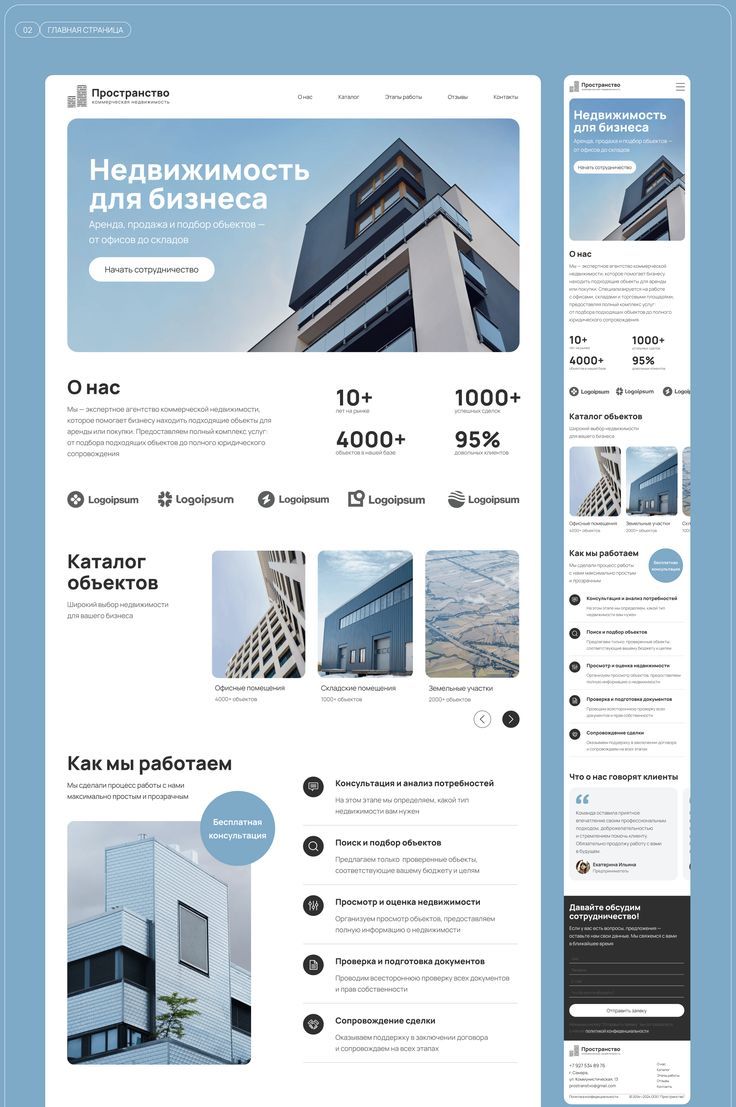 02
ГЛАВНАЯ СТРАНИЦА
Пространство
коммерческая недвижимость
О нас
Каталог
Этапы работы
Отзывы
Контакты
Недвижимость
для бизнеса
Аренда, продажа и подбор объектов —
от офисов до складов
Начать сотрудничество
О нас
Мы — экспертное агентство коммерческой недвижимости,
которое помогает бизнесу находить подходящие объекты для
аренды или покупки. Предоставляем полный комплекс услуг:
от подбора подходящих объектов до полного юридического
сопровождения
10+
лет на рынке
1000+
успешных сделок
4000+
объектов в нашей базе
95%
довольных клиентов
Logoipsum
Logoipsum
Logoipsum
Logoipsum
Logoipsum
Каталог
объектов
Широкий выбор недвижимости
для вашего бизнеса
Офисные помещения
4000+ объектов
Складские помещения
1000+ объектов
Земельные участки
2000+ объектов
Как мы работаем
Мы сделали процесс работы с нами
максимально простым и прозрачным
Бесплатная
консультация
Консультация и анализ потребностей
На этом этапе мы определяем, какой тип
недвижимости вам нужен
Поиск и подбор объектов
Предлагаем только проверенные объекты,
соответствующие вашему бюджету и целям
Просмотр и оценка недвижимости
Организуем просмотр объектов, предоставляем
полную информацию о недвижимости
Проверка и подготовка документов
Проводим всестороннюю проверку всех документов
и прав собственности
Сопровождение сделки
Оказываем поддержку в заключении договора
и сопровождаем на всех этапах
Пространство
Недвижимость
для бизнеса
Аренда, продажа и подбор объектов —
от офисов до складов
Начать сотрудничество
О нас
Мы — экспертное агентство коммерческой
недвижимости, которое помогает бизнесу
находить подходящие объекты для аренды
или покупки. Специализируемся на работе
с офисами, складами и торговыми площадями,
предоставляя полный комплекс услуг:
от подбора подходящих объектов до полного
юридического сопровождения
10+
лет на рынке
1000+
успешных сделок
4000+
объектов в нашей базе
95%
довольных клиентов
Logoipsum
Logoipsum
Logoip
Каталог объектов
Широкий выбор недвижимости
для вашего бизнеса
Офисные помещения
4000+ объектов
Земельные участки
2000+ объектов
Как мы работаем
Мы сделали процесс работы
с нами максимально простым
и прозрачным
Бесплатная
консультация
Консультация и анализ потребностей
На этом этапе мы определяем, какой тип
недвижимости вам нужен
Поиск и подбор объектов
Предлагаем только проверенные объекты,
соответствующие вашему бюджету и целям
Просмотр и оценка недвижимости
Организуем просмотр объектов, предоставляем
полную информацию о недвижимости
Проверка и подготовка документов
Проводим всестороннюю проверку всех
документов и прав собственности
Сопровождение сделки
Оказываем поддержку в заключении договора
и сопровождаем на всех этапах
Что о нас говорят клиенты
Команда оставила приятное
впечатление своим профессиональным
подходом, доброжелательностью
и стремлением помочь клиенту.
Обязательно продолжу работу с вами
в будущем
Екатерина Ильина
Предприниматель
Давайте обсудим
сотрудничество!
Если у вас есть вопросы, предложения —
оставьте нам свои данные. Мы свяжемся с вами
в ближайшее время
Отправить заявку
политикой конфиденциальности
Пространство
+7 927 534 89 76
г. Самара,
ул. Коммунистическая, 13
prostranstvo@gmail.com
О нас
Каталог
Этапы работы
Отзывы
Контакты
Политика конфиденциальности